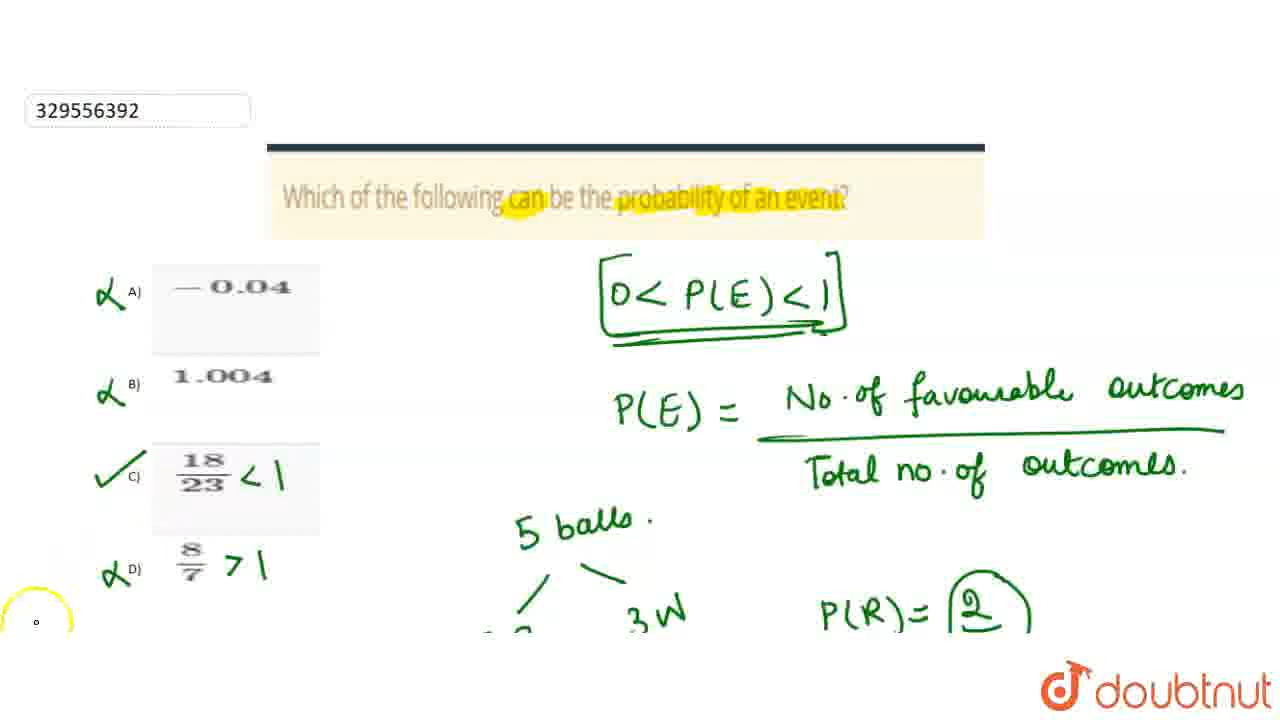 329556392
Which of the following can be the probability of an event?
A) − 0.04
0 < P(E) < 1
B) 1.004
P(E) = No. of favourable outcomes
Total no. of outcomes.
C) 18/23 < 1
5 balls.
D) 8/7 > 1
3W
P(R) = 2
doubtnut